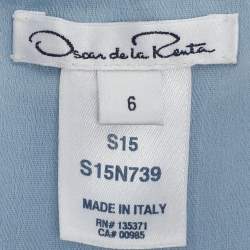 Oscar de la Renta
6
S15
S15N739
MADE IN ITALY
RN# 135371
CA# 00985